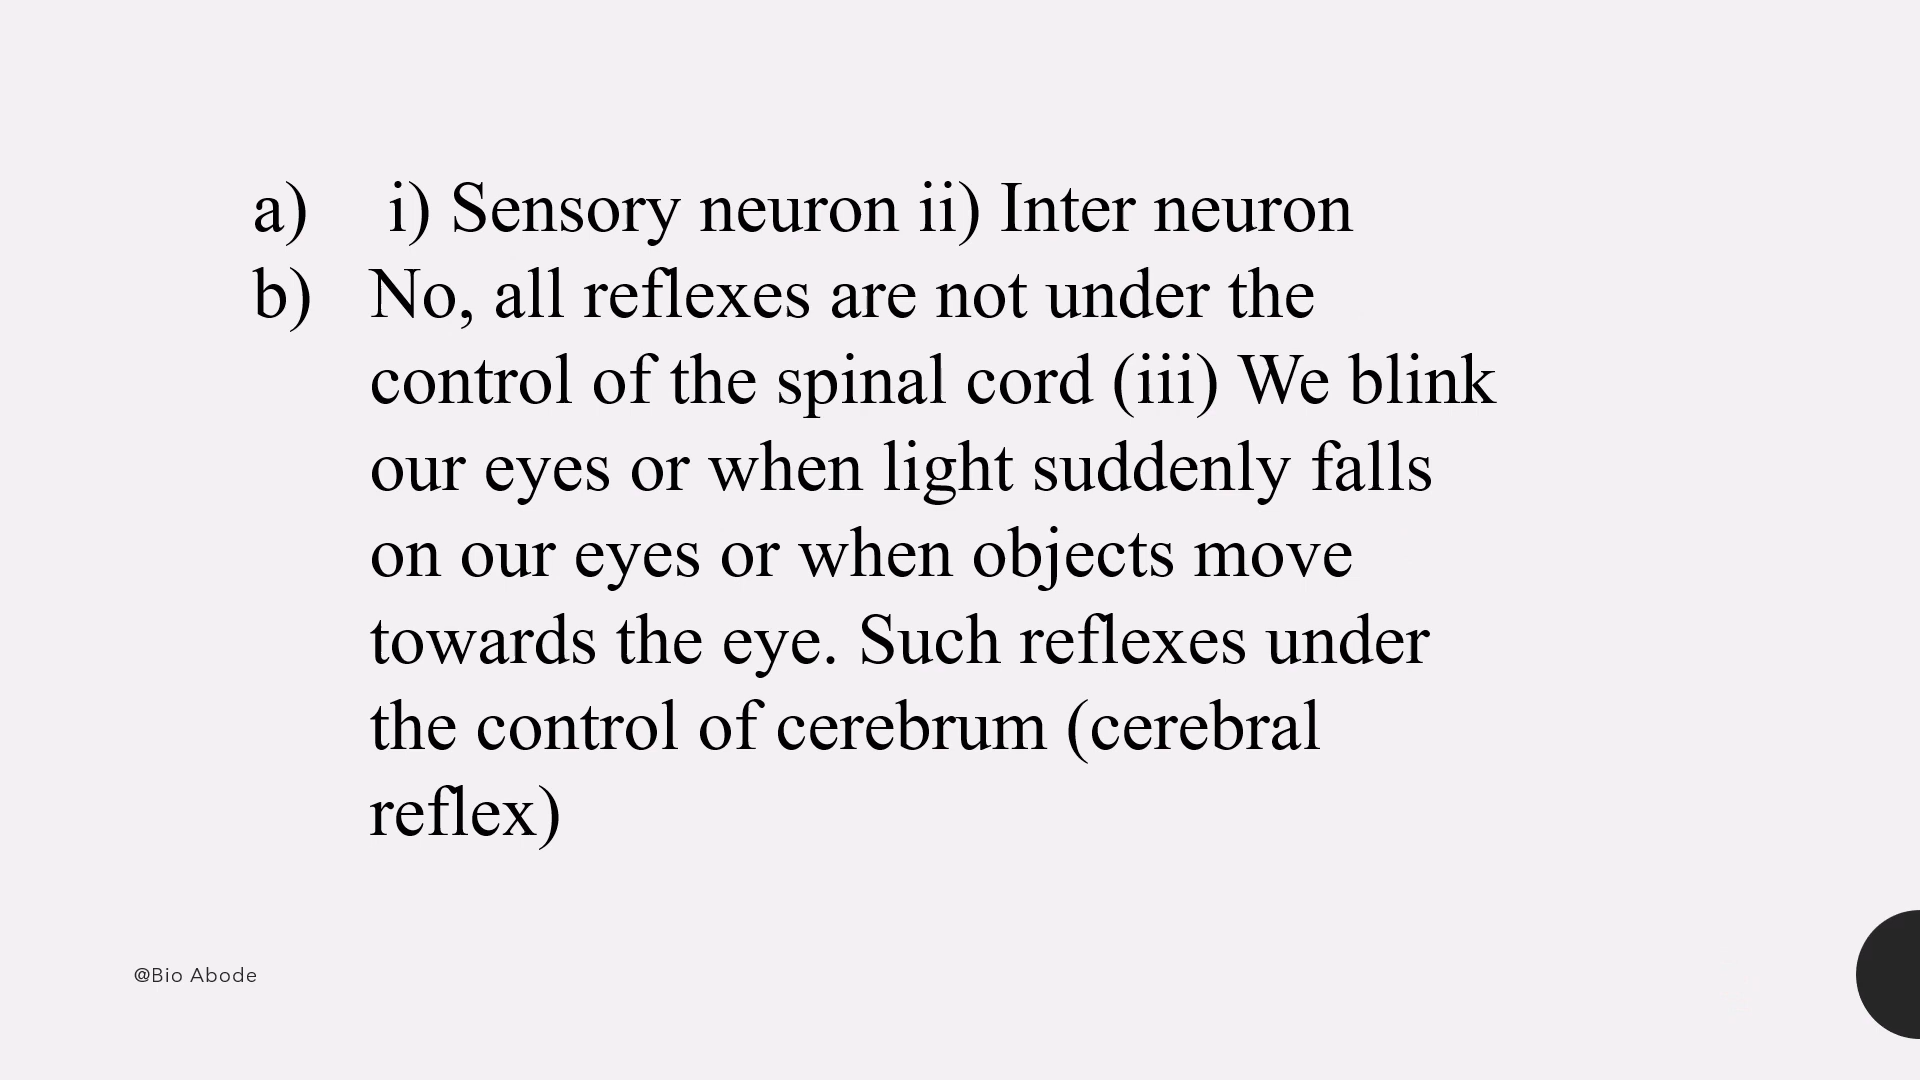 a) i) Sensory neuron ii) Inter neuron
b) No, all reflexes are not under the
control of the spinal cord (iii) We blink
our eyes or when light suddenly falls
on our eyes or when objects move
towards the eye. Such reflexes under
the control of cerebrum (cerebral
reflex)
@Bio Abode